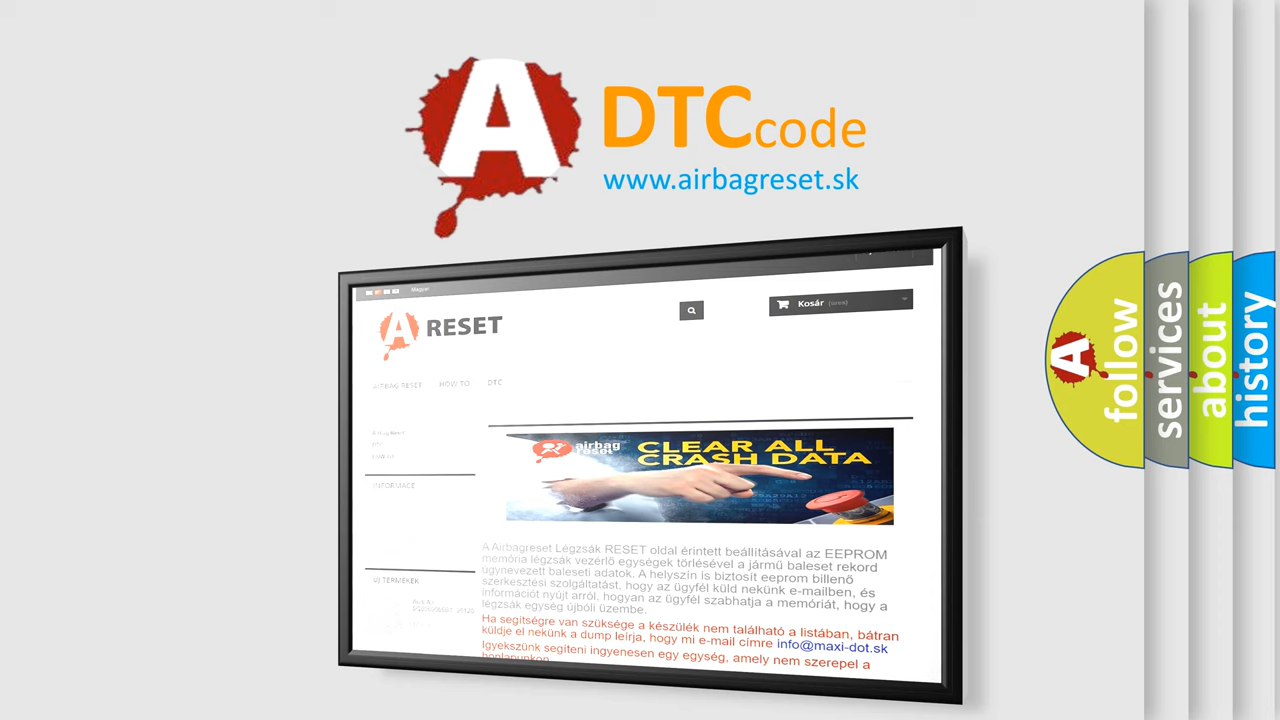 A DTC code
www.airbagreset.sk
Magyar
A RESET
Kosár (üres)
AIRBAG RESET HOW TO DTC
INFORMACE
airbag
reset
CLEAR ALL
CRASH DATA
A Airbagreset Légzsák RESET oldal érintett beállításával az EEPROM
memória légzsák vezérlő egységek törlésével a jármű baleset rekord
úgynevezett baleseti adatok. A helyszín is biztosít eeprom billenő
szerkesztési szolgáltatást, hogy az ügyfél küld nekünk e-mailben, és
információt nyújt arról, hogyan az ügyfél szabhatja a memóriát, hogy a
légzsák egység újbóli üzembe.
Ha segítségre van szüksége a készülék nem található a listában, bátran
küldje el nekünk a dump leírja, hogy mi e-mail címre info@maxi-dot.sk
Igyekszünk segíteni ingyenesen egy egység, amely nem szerepel a
honlapunkon
ÚJ TERMÉKEK
A follow
services
about
history